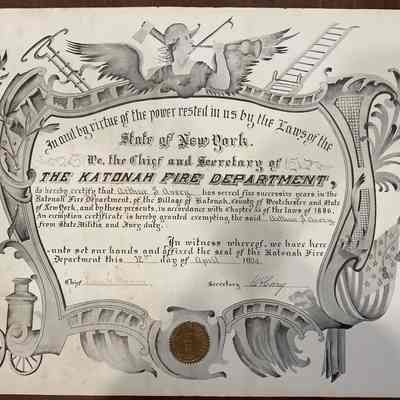 In and by virtue of the power vested in us by the Laws of the
State of New York.
We, the Chief and Secretary of
THE KATONAH FIRE DEPARTMENT,
do hereby certify that Arthur S Avery has served five successive years in the
Katonah Fire Department, of the Village of Katonah, county of Westchester and State
of New York, and by these presents, in accordance with chapter of the laws of 1886.
An exemption certificate is hereby granted exempting the said Arthur S Avery
from State Militia and Jury duty.
In witness whereof, we have here
unto set our hands and affixed the seal of the Katonah Fire
Department this day of April
Chief
Secretary